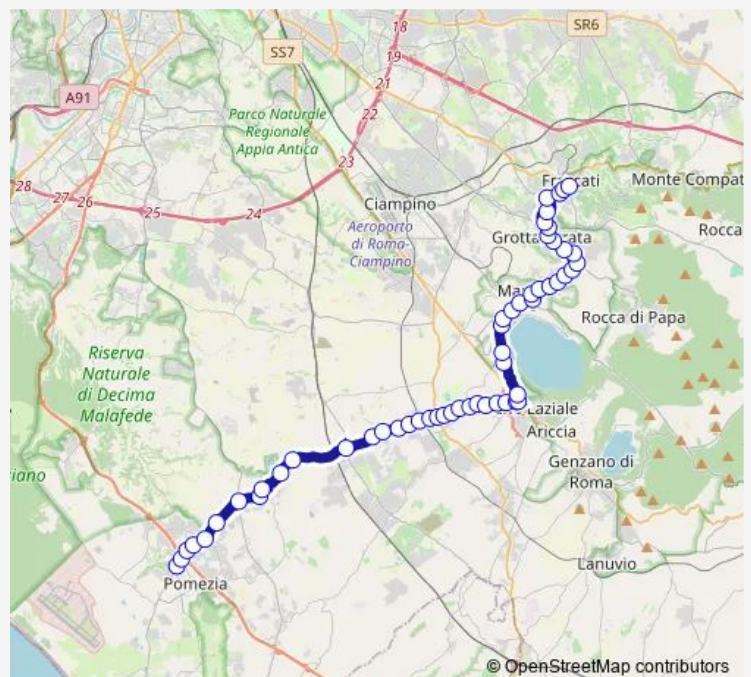 18
SR6
SS7
19
21
A91
Parco Naturale
Regionale
Appia Antica
22
23
28
27
26
25
24
Ciampino
Frascati
Monte Compat
Aeroporto
di Roma-
Ciampino
Rocca
Rocca di Papa
Riserva
Naturale
di Decima
Malafede
Laziale
Ariccia
Genzano di
Roma
Lanuvio
Pomezia
© OpenStreetMap contributors